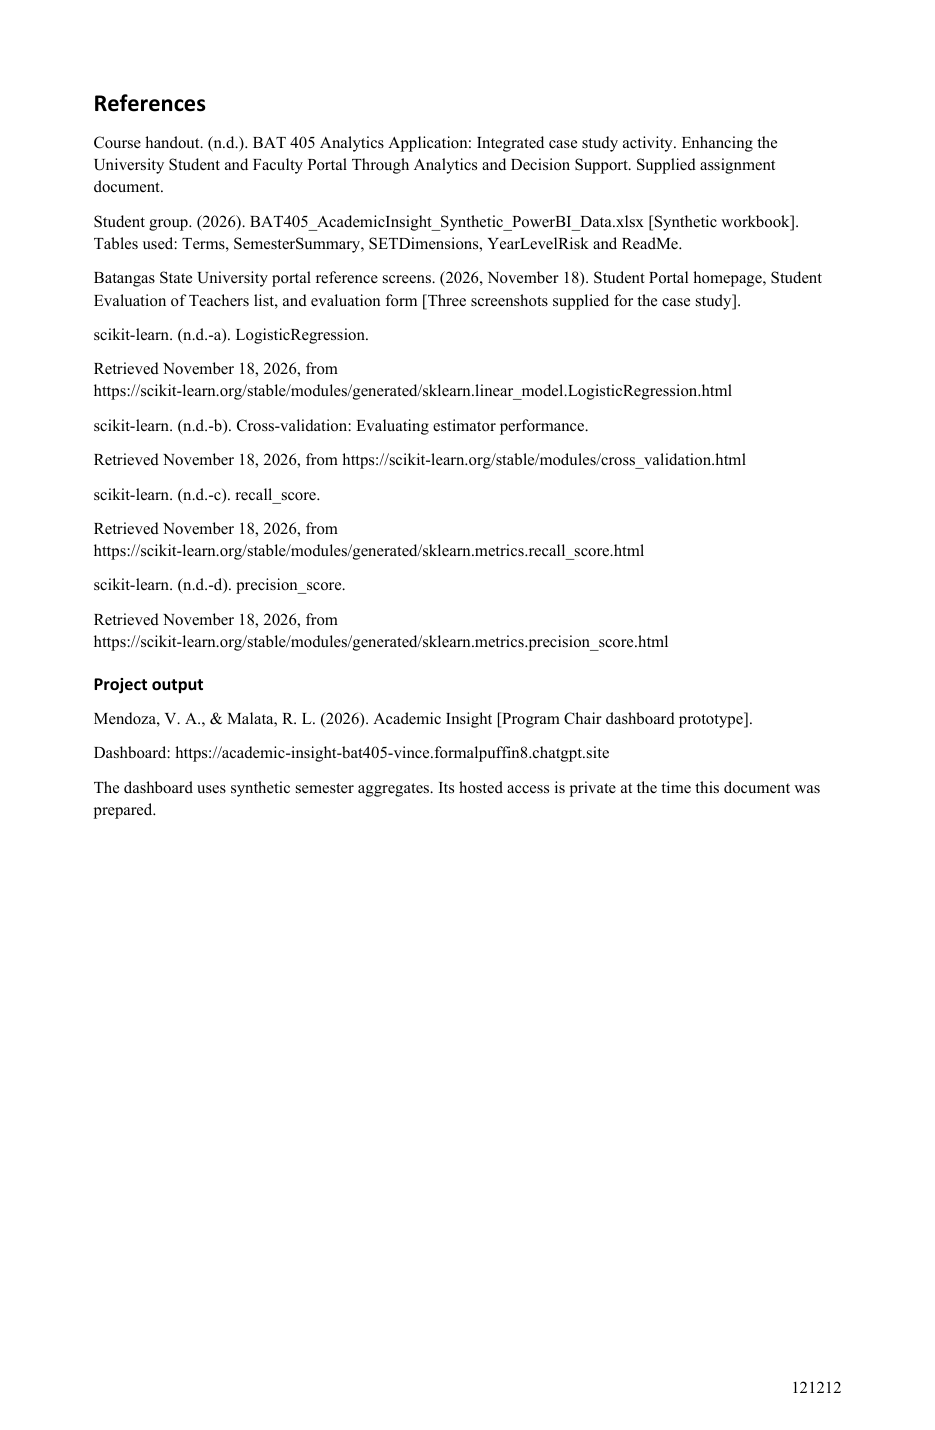 References
Course handout. (n.d.). BAT 405 Analytics Application: Integrated case study activity. Enhancing the
University Student and Faculty Portal Through Analytics and Decision Support. Supplied assignment
document.
Student group. (2026). BAT405_AcademicInsight_Synthetic_PowerBI_Data.xlsx [Synthetic workbook].
Tables used: Terms, SemesterSummary, SETDimensions, YearLevelRisk and ReadMe.
Batangas State University portal reference screens. (2026, November 18). Student Portal homepage, Student
Evaluation of Teachers list, and evaluation form [Three screenshots supplied for the case study].
scikit-learn. (n.d.-a). LogisticRegression.
Retrieved November 18, 2026, from
https://scikit-learn.org/stable/modules/generated/sklearn.linear_model.LogisticRegression.html
scikit-learn. (n.d.-b). Cross-validation: Evaluating estimator performance.
Retrieved November 18, 2026, from https://scikit-learn.org/stable/modules/cross_validation.html
scikit-learn. (n.d.-c). recall_score.
Retrieved November 18, 2026, from
https://scikit-learn.org/stable/modules/generated/sklearn.metrics.recall_score.html
scikit-learn. (n.d.-d). precision_score.
Retrieved November 18, 2026, from
https://scikit-learn.org/stable/modules/generated/sklearn.metrics.precision_score.html
Project output
Mendoza, V. A., & Malata, R. L. (2026). Academic Insight [Program Chair dashboard prototype].
Dashboard: https://academic-insight-bat405-vince.formalpuffin8.chatgpt.site
The dashboard uses synthetic semester aggregates. Its hosted access is private at the time this document was
prepared.
121212